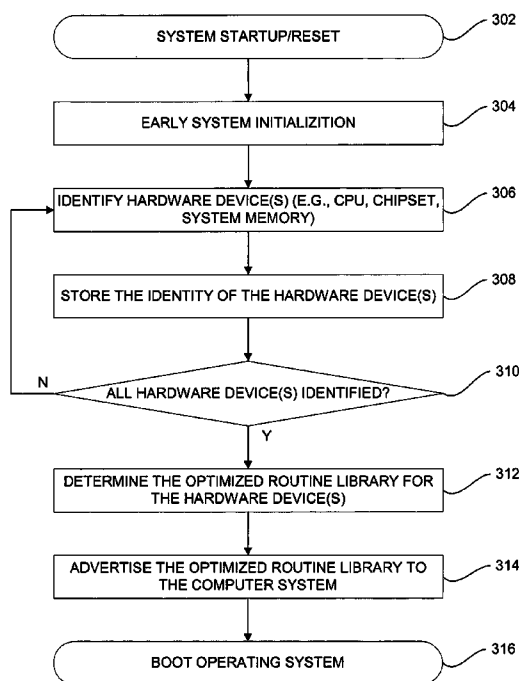 SYSTEM STARTUP/RESET
302
EARLY SYSTEM INITIALIZITION
304
IDENTIFY HARDWARE DEVICE(S) (E.G., CPU, CHIPSET,
SYSTEM MEMORY)
306
STORE THE IDENTITY OF THE HARDWARE DEVICE(S)
308
N
ALL HARDWARE DEVICE(S) IDENTIFIED?
310
Y
DETERMINE THE OPTIMIZED ROUTINE LIBRARY FOR
THE HARDWARE DEVICE(S)
312
ADVERTISE THE OPTIMIZED ROUTINE LIBRARY TO
THE COMPUTER SYSTEM
314
BOOT OPERATING SYSTEM
316